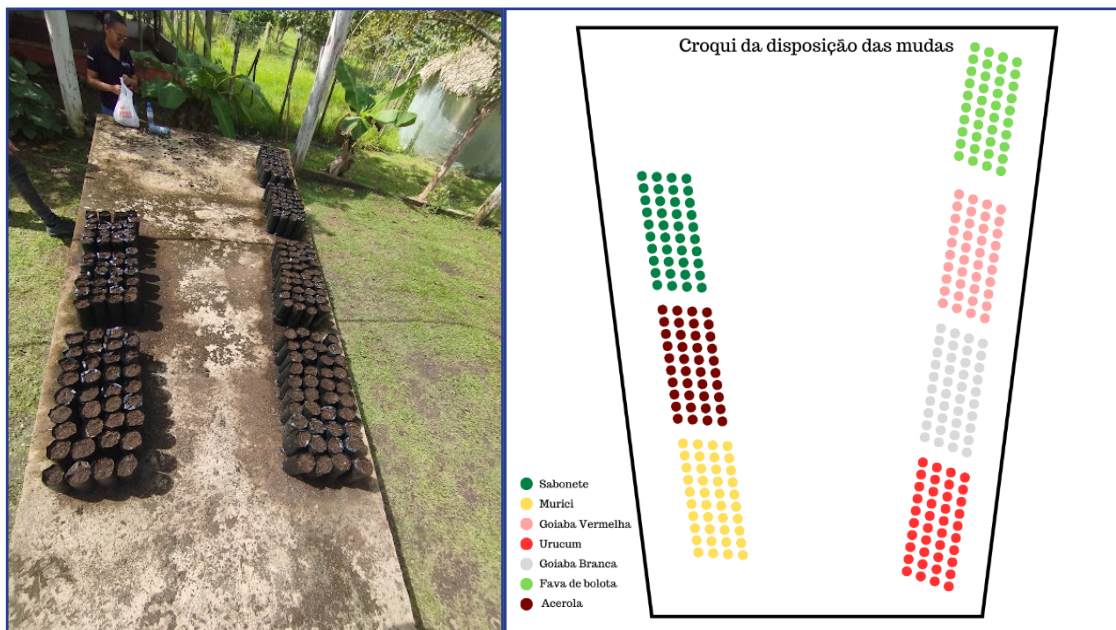 Croqui da disposição das mudas
Sabonete
Murici
Goiaba Vermelha
Urucum
Goiaba Branca
Fava de bolota
Acerola